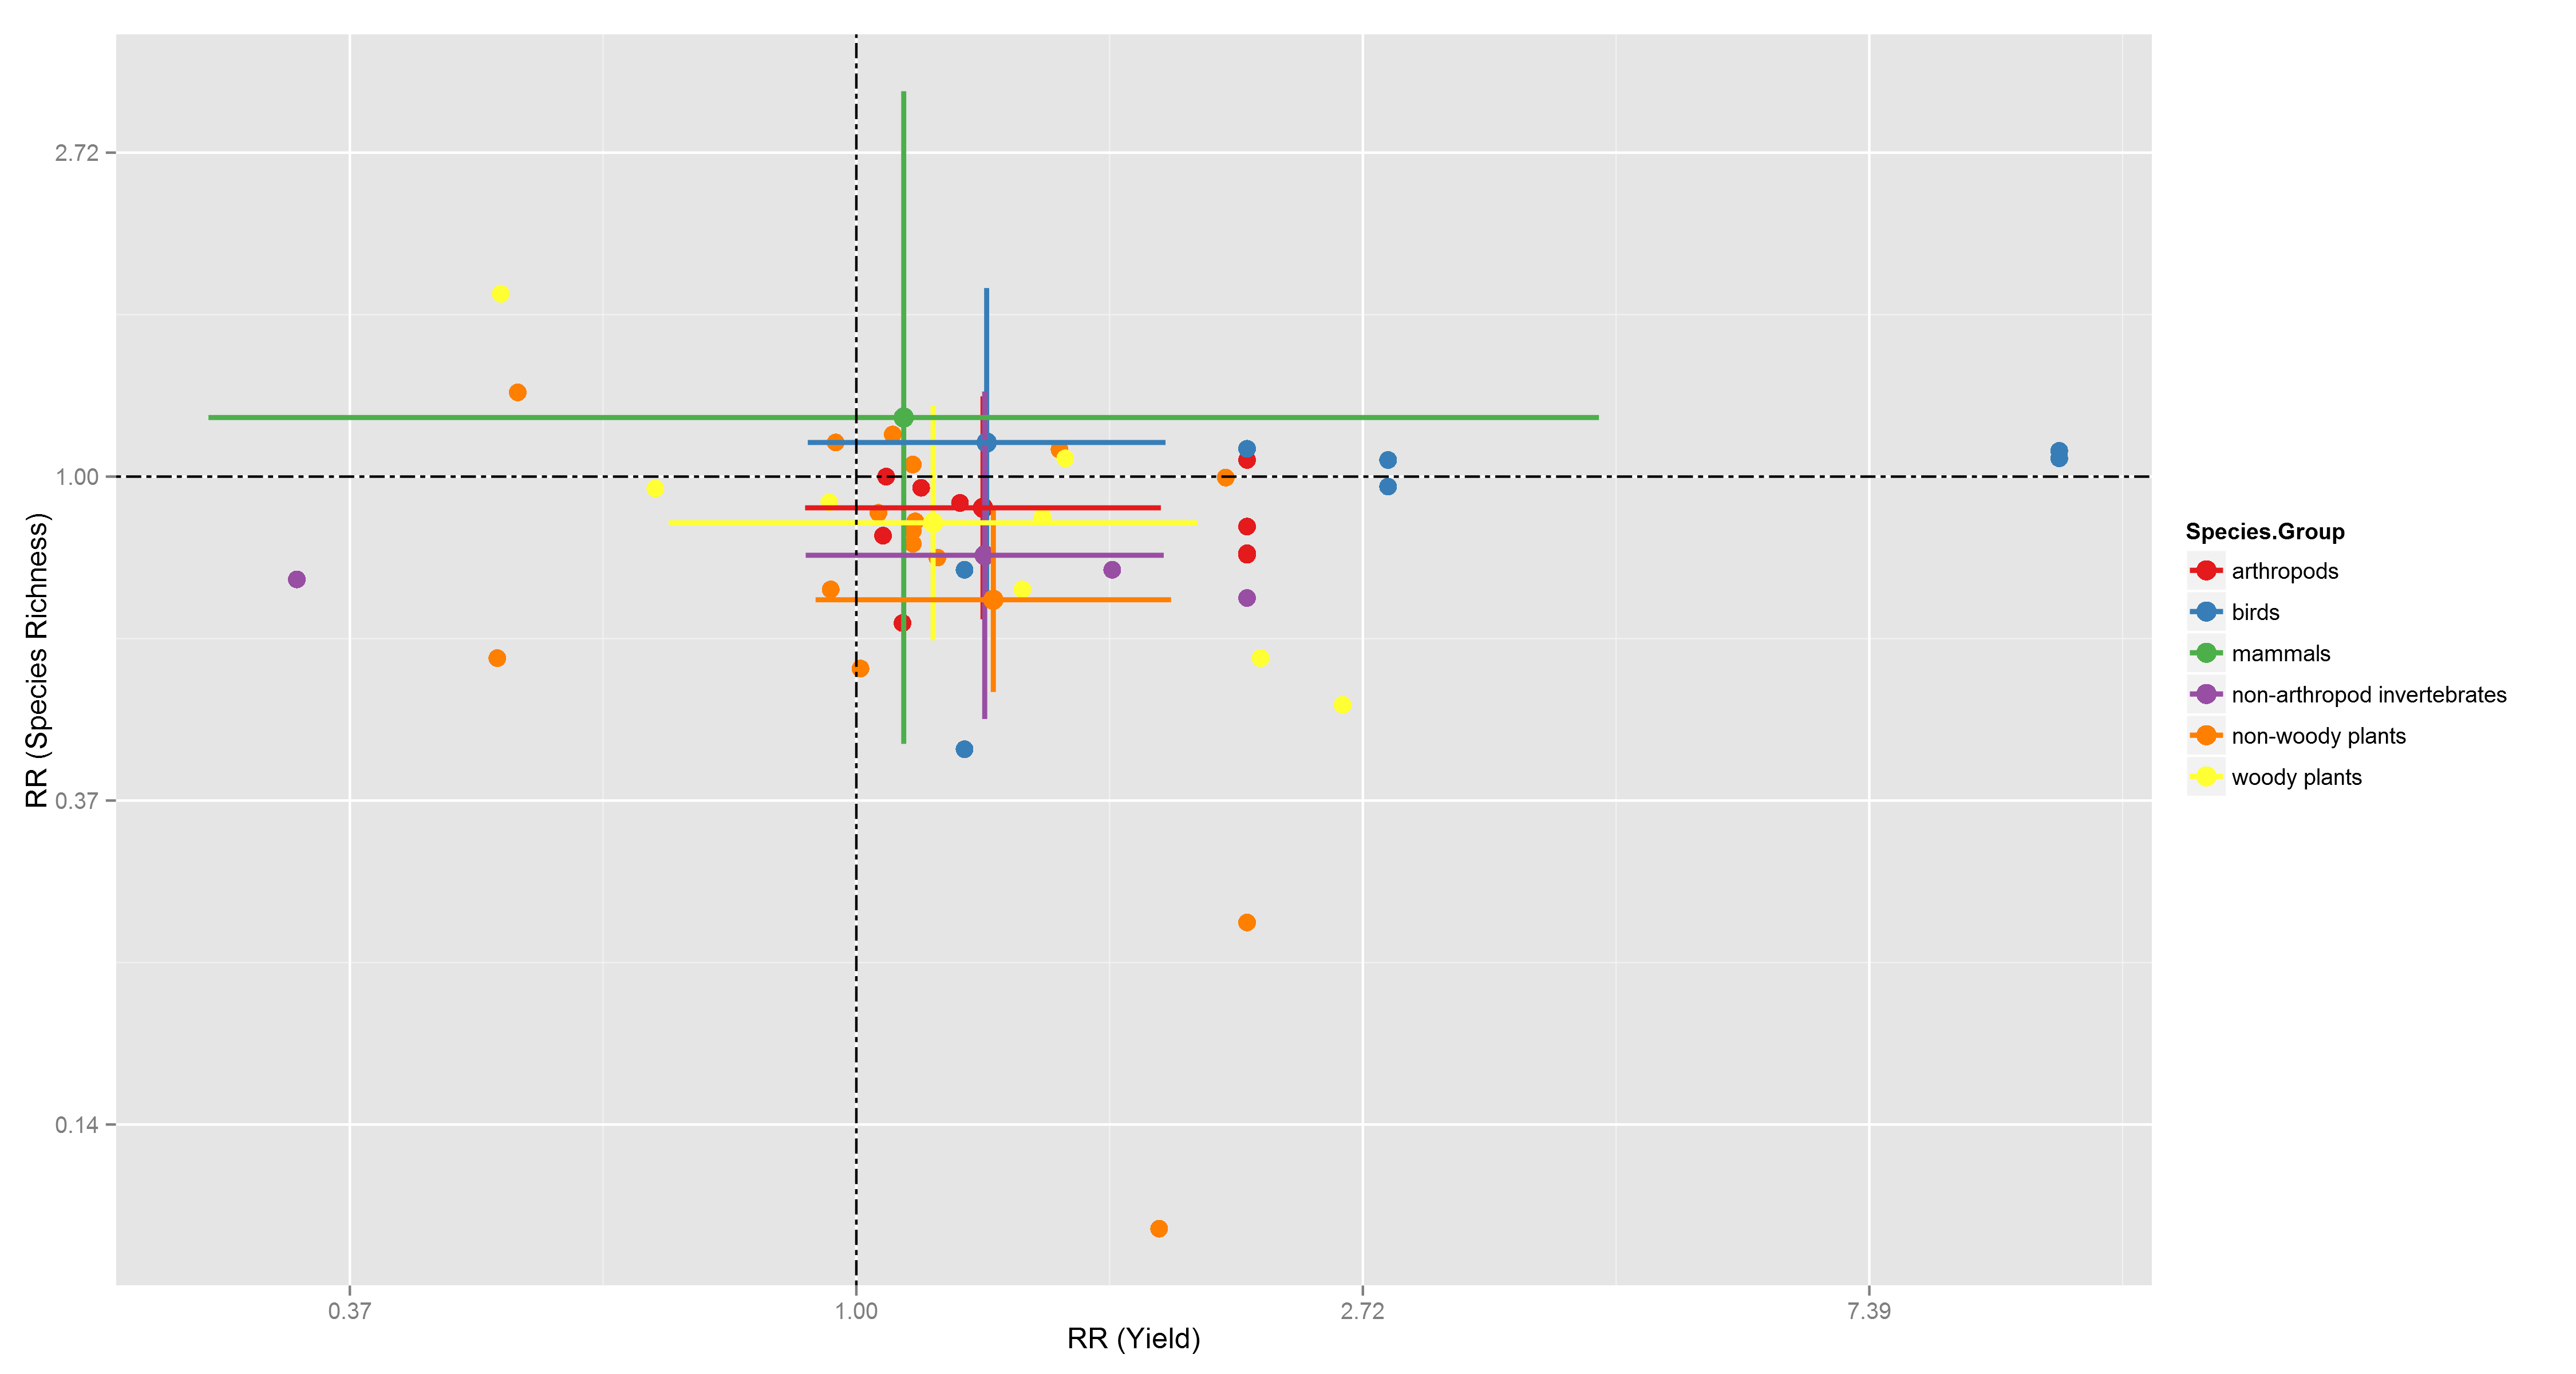 2.72
1.00
0.37
0.14
RR (Species Richness)
0.37
1.00
2.72
7.39
RR (Yield)
Species.Group
arthropods
birds
mammals
non-arthropod invertebrates
non-woody plants
woody plants